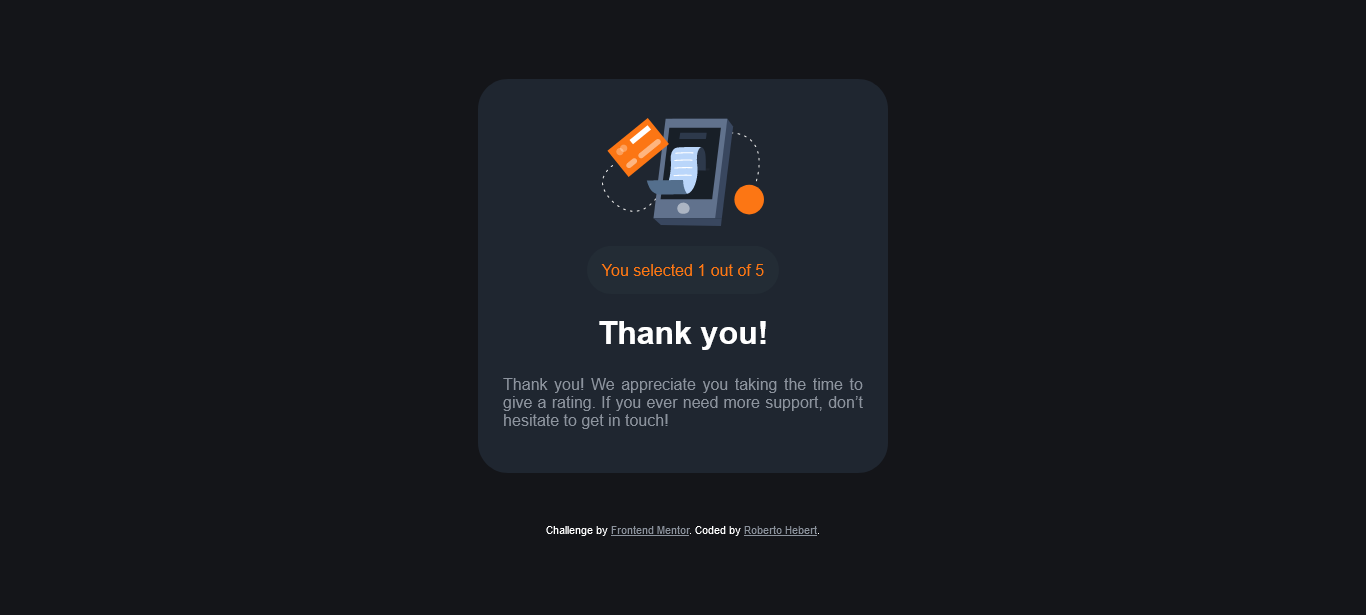 You selected 1 out of 5
Thank you!
Thank you! We appreciate you taking the time to
give a rating. If you ever need more support, don’t
hesitate to get in touch!
Challenge by Frontend Mentor. Coded by Roberto Hebert.